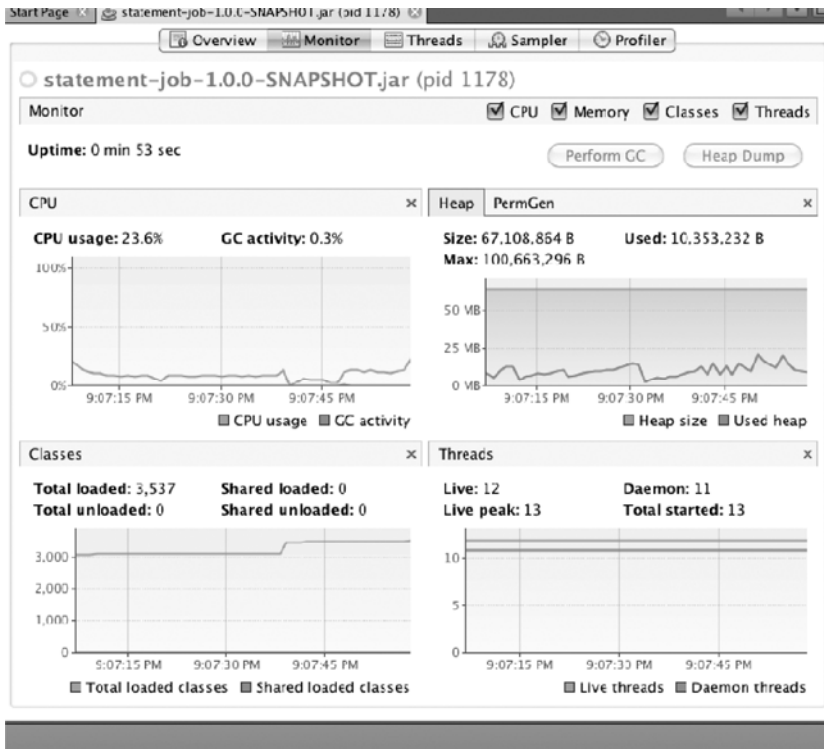 Start Page statement-job-1.0.0-SNAPSHOT.jar (pid 1178)
Overview Monitor Threads Sampler Profiler
statement-job-1.0.0-SNAPSHOT.jar (pid 1178)
Monitor CPU Memory Classes Threads
Uptime: 0 min 53 sec Perform GC Heap Dump
CPU
CPU usage: 23.6% GC activity: 0.3%
100%
50%
0%
9:07:15 PM 9:07:30 PM 9:07:45 PM
CPU usage GC activity
Heap PermGen
Size: 67,108,864 B Used: 10,353,232 B
Max: 100,663,296 B
50 MB
25 MB
0 MB
9:07:15 PM 9:07:30 PM 9:07:45 PM
Heap size Used heap
Classes
Total loaded: 3,537 Shared loaded: 0
Total unloaded: 0 Shared unloaded: 0
3,000
2,000
1,000
0
9:07:15 PM 9:07:30 PM 9:07:45 PM
Total loaded classes Shared loaded classes
Threads
Live: 12 Daemon: 11
Live peak: 13 Total started: 13
10
5
0
9:07:15 PM 9:07:30 PM 9:07:45 PM
Live threads Daemon threads